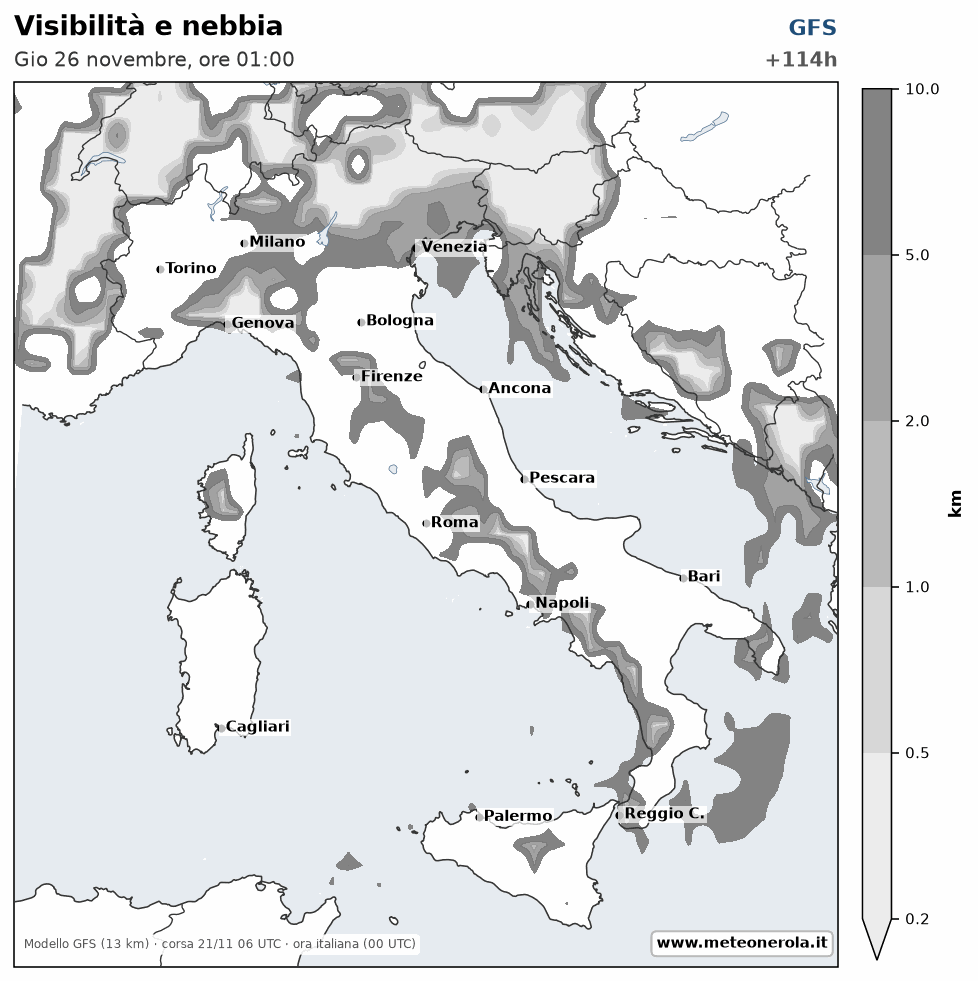 Visibilità e nebbia
GFS
Gio 26 novembre, ore 01:00
+114h
10.0
5.0
2.0
1.0
0.5
0.2
km
Milano
Venezia
Torino
Genova
Bologna
Firenze
Ancona
Pescara
Roma
Bari
Napoli
Cagliari
Palermo
Reggio C.
Modello GFS (13 km) · corsa 21/11 06 UTC · ora italiana (00 UTC)
www.meteonerola.it